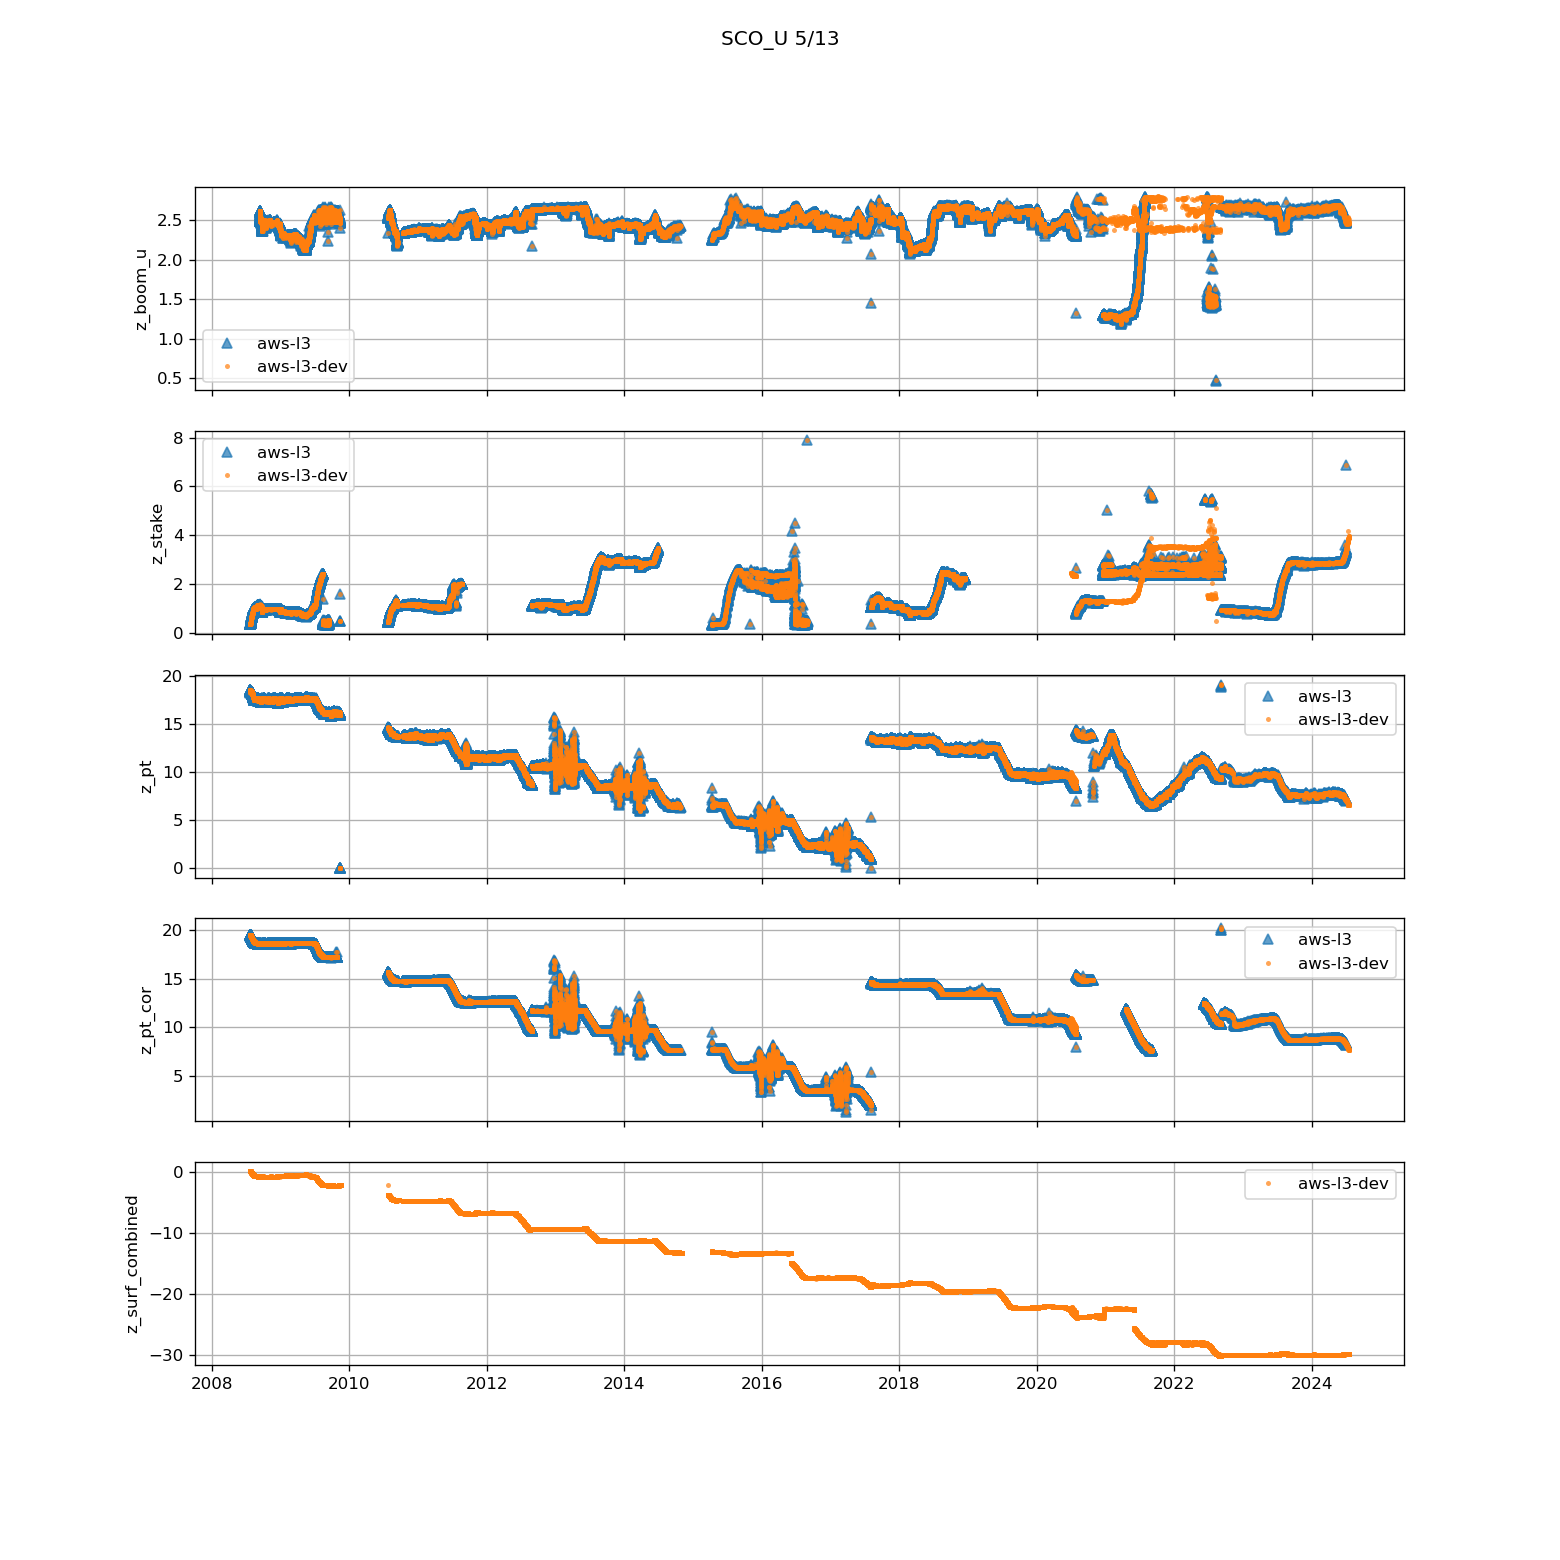 SCO_U 5/13
z_boom_u
2.5
2.0
1.5
1.0
0.5
aws-l3
aws-l3-dev
z_stake
8
6
4
2
0
aws-l3
aws-l3-dev
z_pt
20
15
10
5
0
aws-l3
aws-l3-dev
z_pt_cor
20
15
10
5
aws-l3
aws-l3-dev
z_surf_combined
0
−10
−20
−30
aws-l3-dev
2008 2010 2012 2014 2016 2018 2020 2022 2024